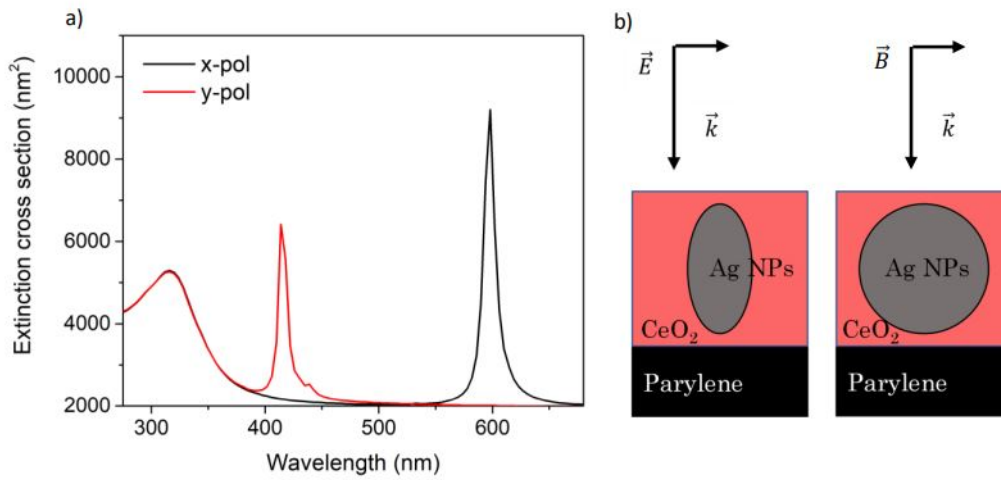 a)
x-pol
y-pol
Extinction cross section (nm²)
10000
8000
6000
4000
2000
300
400
500
600
Wavelength (nm)
b)
E⃗
k⃗
B⃗
k⃗
Ag NPs
CeO₂
Parylene
Ag NPs
CeO₂
Parylene